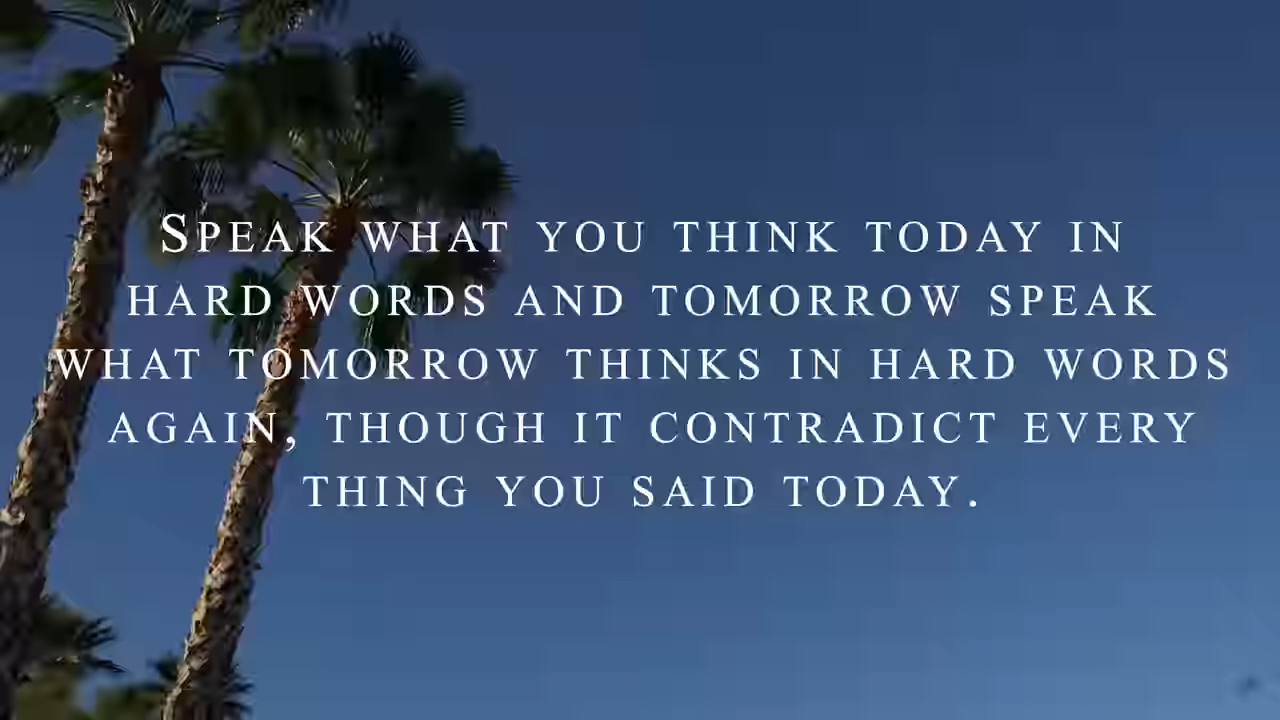 Speak what you think today in
hard words and tomorrow speak
what tomorrow thinks in hard words
again, though it contradict every
thing you said today.